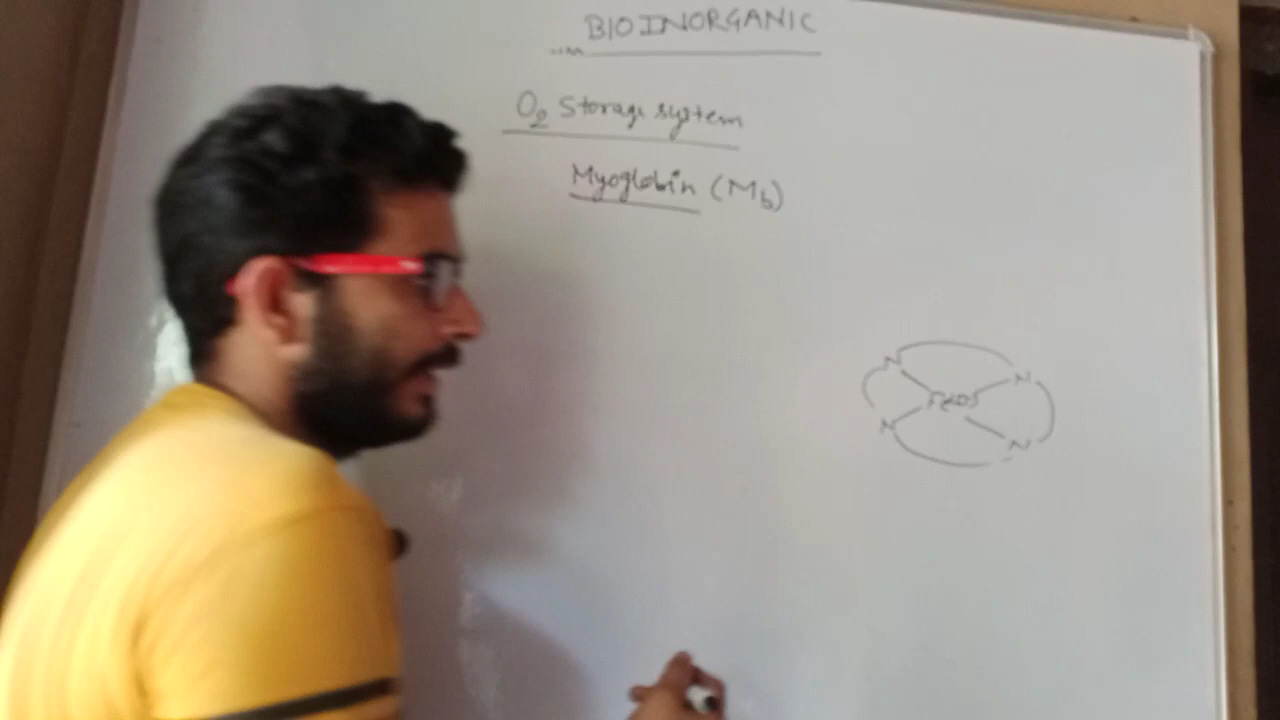 BIOINORGANIC
O2 Storage system
Myoglobin (Mb)
N N
N N